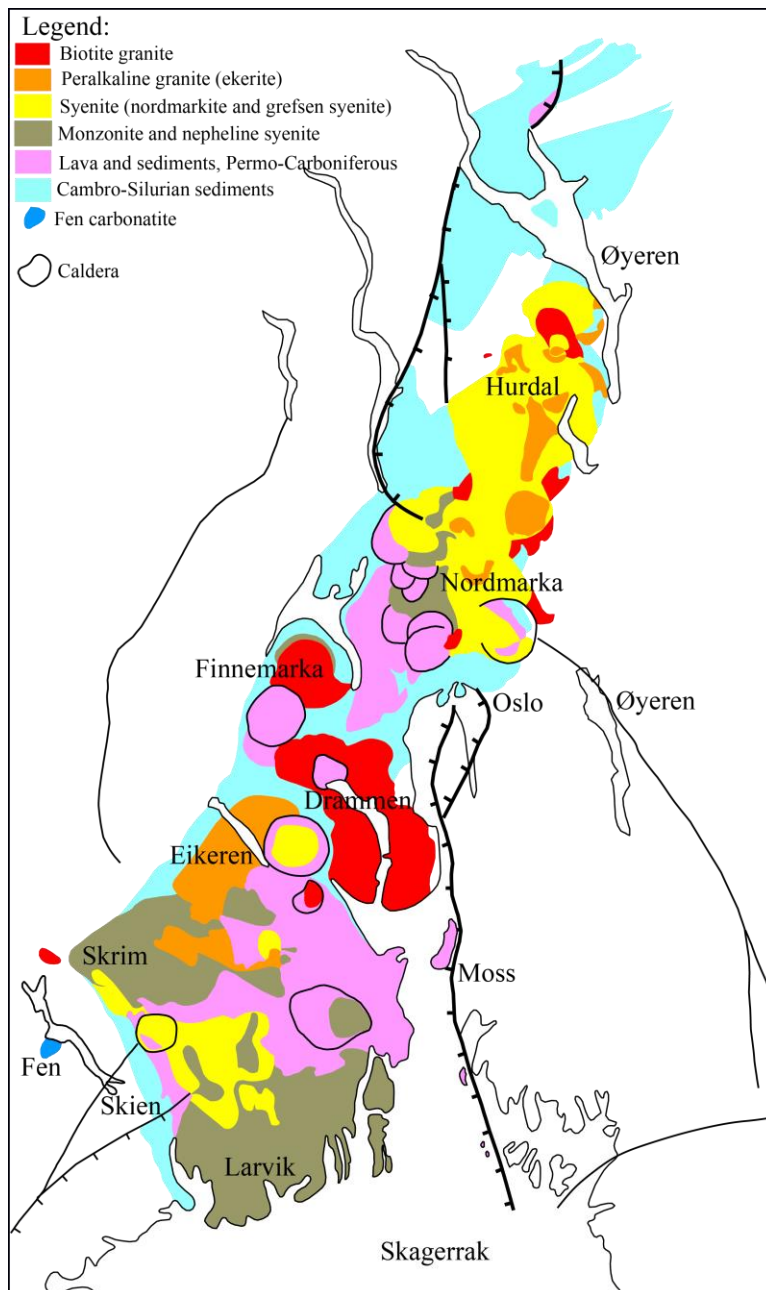 Legend:
Biotite granite
Peralkaline granite (ekerite)
Syenite (nordmarkite and grefsen syenite)
Monzonite and nepheline syenite
Lava and sediments, Permo-Carboniferous
Cambro-Silurian sediments
Fen carbonatite
Caldera
Øyeren
Hurdal
Nordmarka
Finnemarka
Oslo
Øyeren
Drammen
Eikeren
Skrim
Moss
Fen
Skien
Larvik
Skagerrak